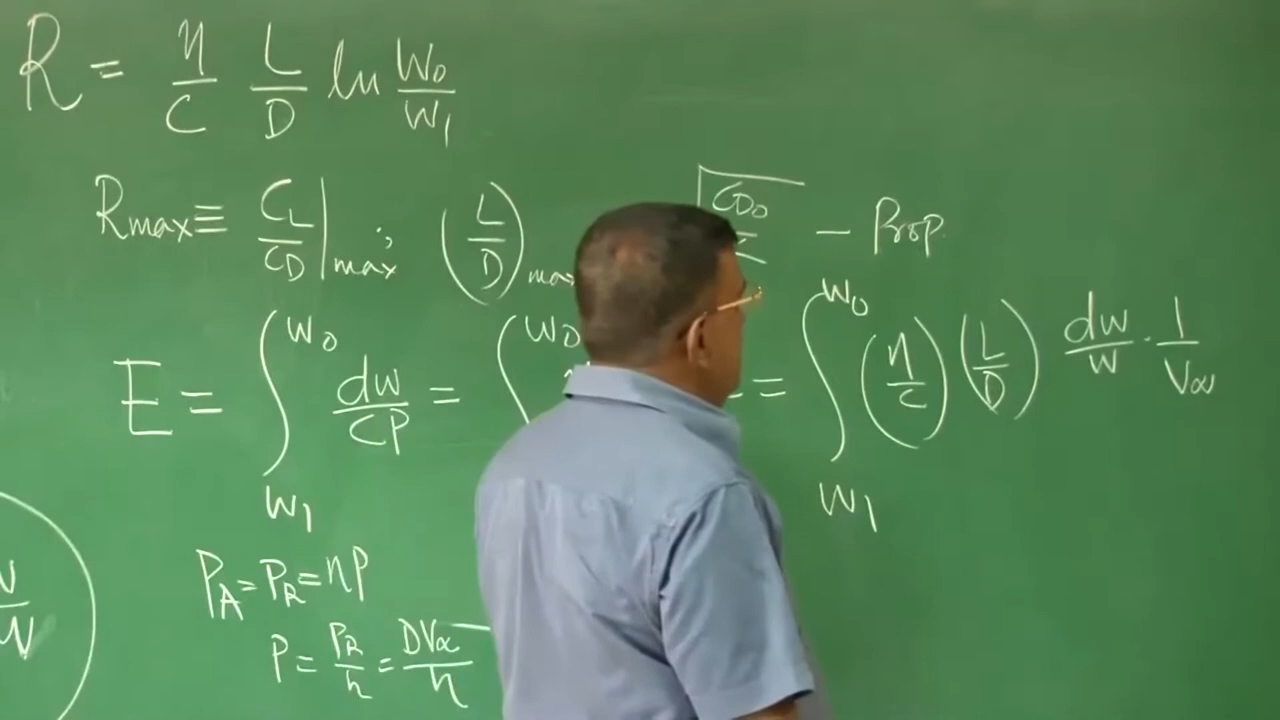 R = η/C L/D ln W0/W1
Rmax ≡ CL/CD|max ; (L/D)max √CD0/ – Prop
E = ∫W1^W0 dw/CP = ∫W0 = ∫W1^W0 (η/C) (L/D) dw/W · 1/V∞
PA = PR = ηP
P = PR/η = DV∞/η